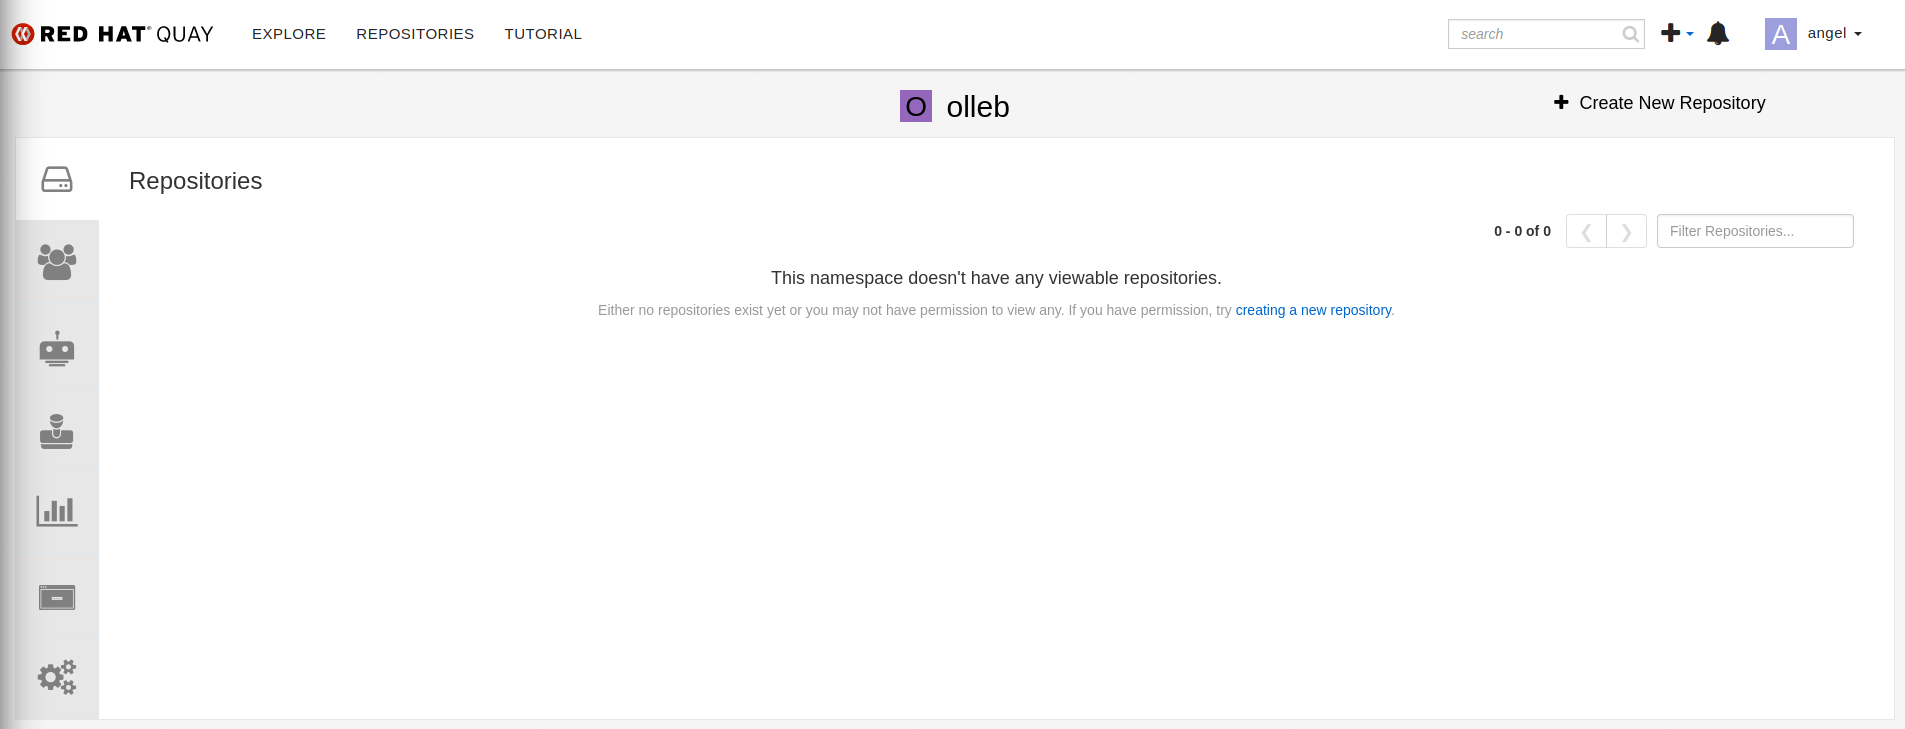 RED HAT® QUAY EXPLORE REPOSITORIES TUTORIAL search A angel
O olleb Create New Repository
Repositories
0 - 0 of 0 Filter Repositories...
This namespace doesn't have any viewable repositories.
Either no repositories exist yet or you may not have permission to view any. If you have permission, try creating a new repository.